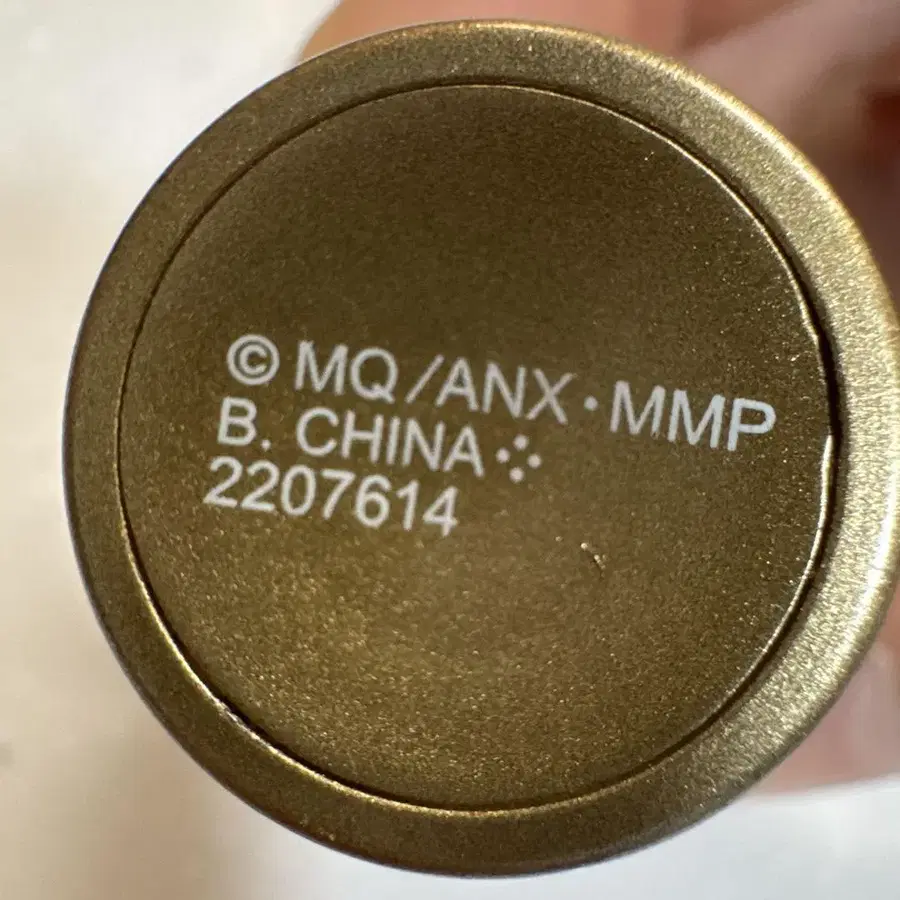 © MQ/ANX・MMP
B. CHINA
2207614